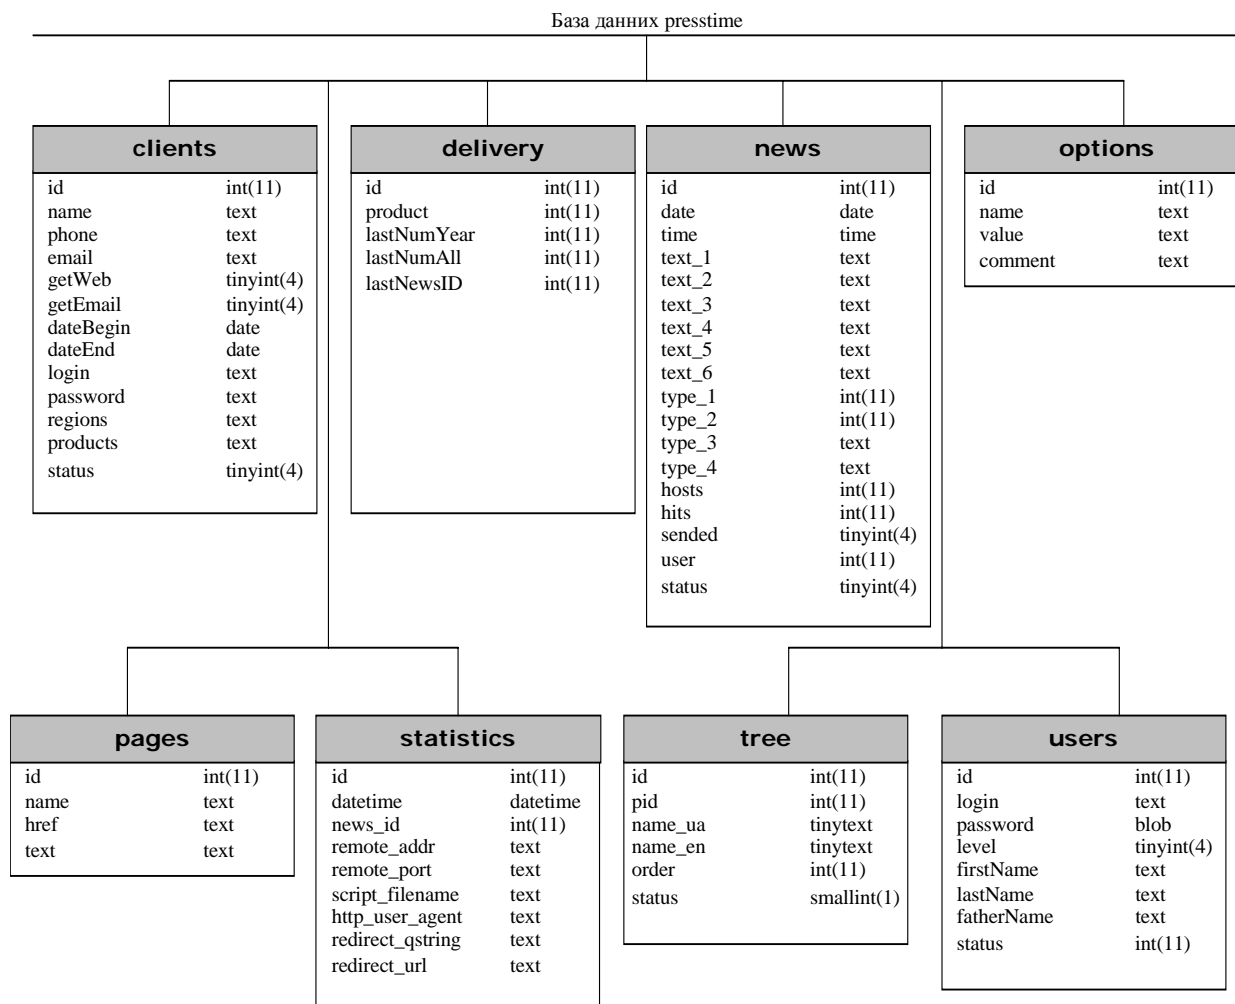 База данних presstime
clients
id int(11)
name text
phone text
email text
getWeb tinyint(4)
getEmail tinyint(4)
dateBegin date
dateEnd date
login text
password text
regions text
products text
status tinyint(4)
delivery
id int(11)
product int(11)
lastNumYear int(11)
lastNumAll int(11)
lastNewsID int(11)
news
id int(11)
date date
time time
text_1 text
text_2 text
text_3 text
text_4 text
text_5 text
text_6 text
type_1 int(11)
type_2 int(11)
type_3 text
type_4 text
hosts int(11)
hits int(11)
sended tinyint(4)
user int(11)
status tinyint(4)
options
id int(11)
name text
value text
comment text
pages
id int(11)
name text
href text
text text
statistics
id int(11)
datetime datetime
news_id int(11)
remote_addr text
remote_port text
script_filename text
http_user_agent text
redirect_qstring text
redirect_url text
tree
id int(11)
pid int(11)
name_ua tinytext
name_en tinytext
order int(11)
status smallint(1)
users
id int(11)
login text
password blob
level tinyint(4)
firstName text
lastName text
fatherName text
status int(11)